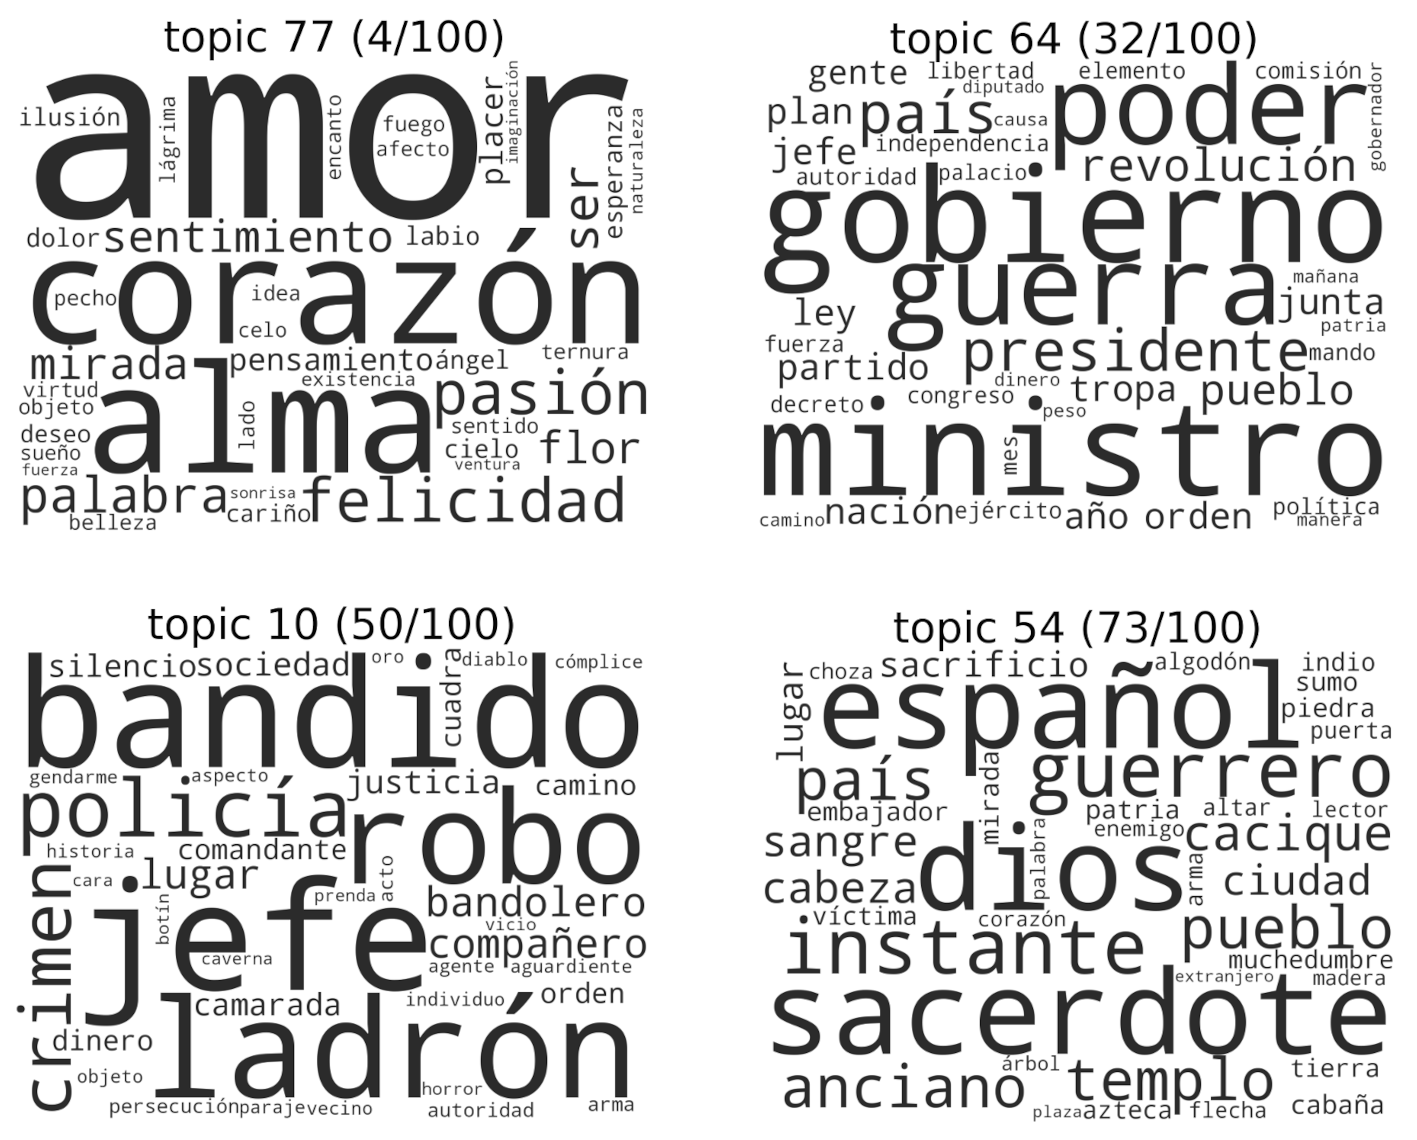 topic 77 (4/100)
amor
ilusión
lágrima
encanto
fuego
afecto
placer
imaginación
ser
esperanza
naturaleza
dolor
sentimiento
labio
corazón
pecho
idea
celo
mirada
pensamiento
ángel
ternura
virtud
existencia
objeto
alma
pasión
deseo
lado
sentido
sueño
cielo
flor
fuerza
ventura
palabra
sonrisa
felicidad
cariño
belleza
topic 64 (32/100)
gente
libertad
elemento
comisión
diputado
gobernador
plan
país
causa
poder
jefe
independencia
autoridad
palacio
revolución
gobierno
guerra
mañana
junta
ley
patria
fuerza
partido
presidente
mando
dinero
decreto
congreso
tropa
pueblo
peso
ministro
mes
camino
nación
ejército
año
orden
política
manera
topic 10 (50/100)
silencio
sociedad
oro
diablo
cómplice
bandido
cuadra
gendarme
aspecto
justicia
camino
policía
robo
historia
comandante
cara
lugar
acto
crimen
jefe
prenda
botín
bandolero
vicio
compañero
caverna
agente
aguardiente
camarada
individuo
orden
ladrón
dinero
objeto
horror
persecución
paraje
vecino
autoridad
arma
topic 54 (73/100)
lugar
choza
sacrificio
algodón
indio
sumo
español
piedra
puerta
país
mirada
guerrero
embajador
patria
altar
lector
sangre
enemigo
cacique
dios
palabra
cabeza
arma
ciudad
víctima
corazón
instante
pueblo
muchedumbre
extranjero
madera
sacerdote
árbol
anciano
templo
tierra
plaza
azteca
flecha
cabaña